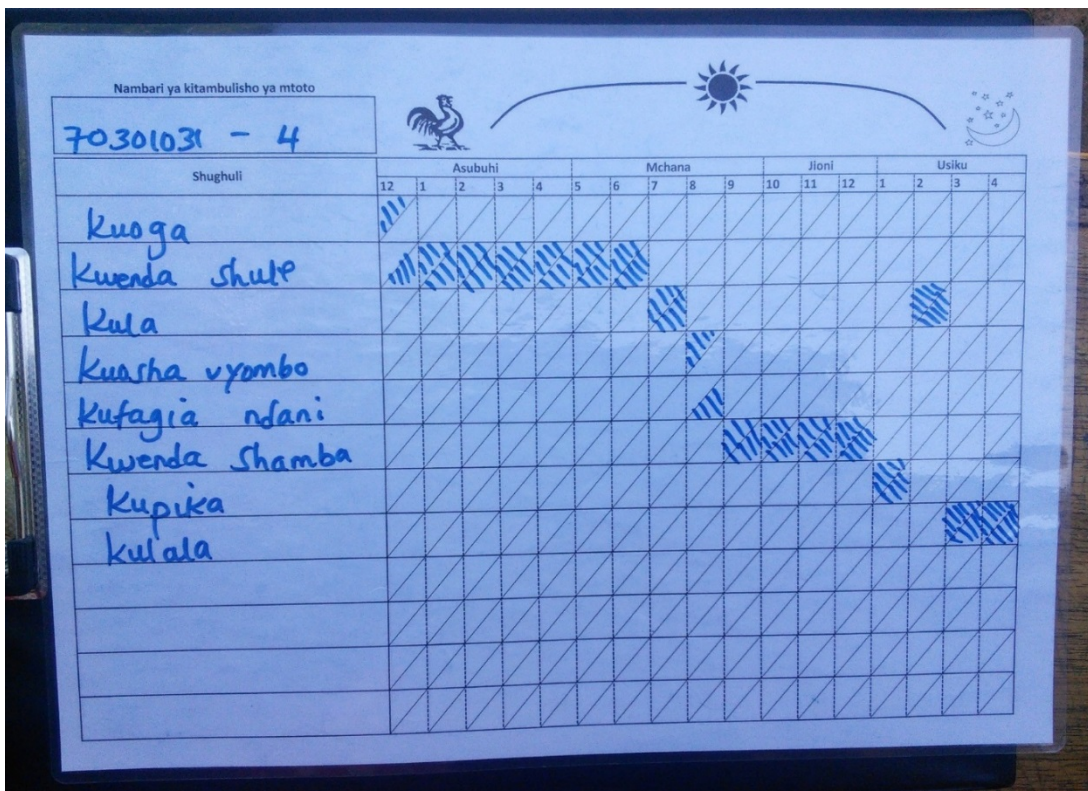 Nambari ya kitambulisho ya mtoto
70301031 - 4
Shughuli
Asubuhi Mchana Jioni Usiku
12 1 2 3 4 5 6 7 8 9 10 11 12 1 2 3 4
Kuoga
Kwenda shule
Kula
Kuosha vyombo
Kufagia ndani
Kwenda Shamba
Kupika
Kulala